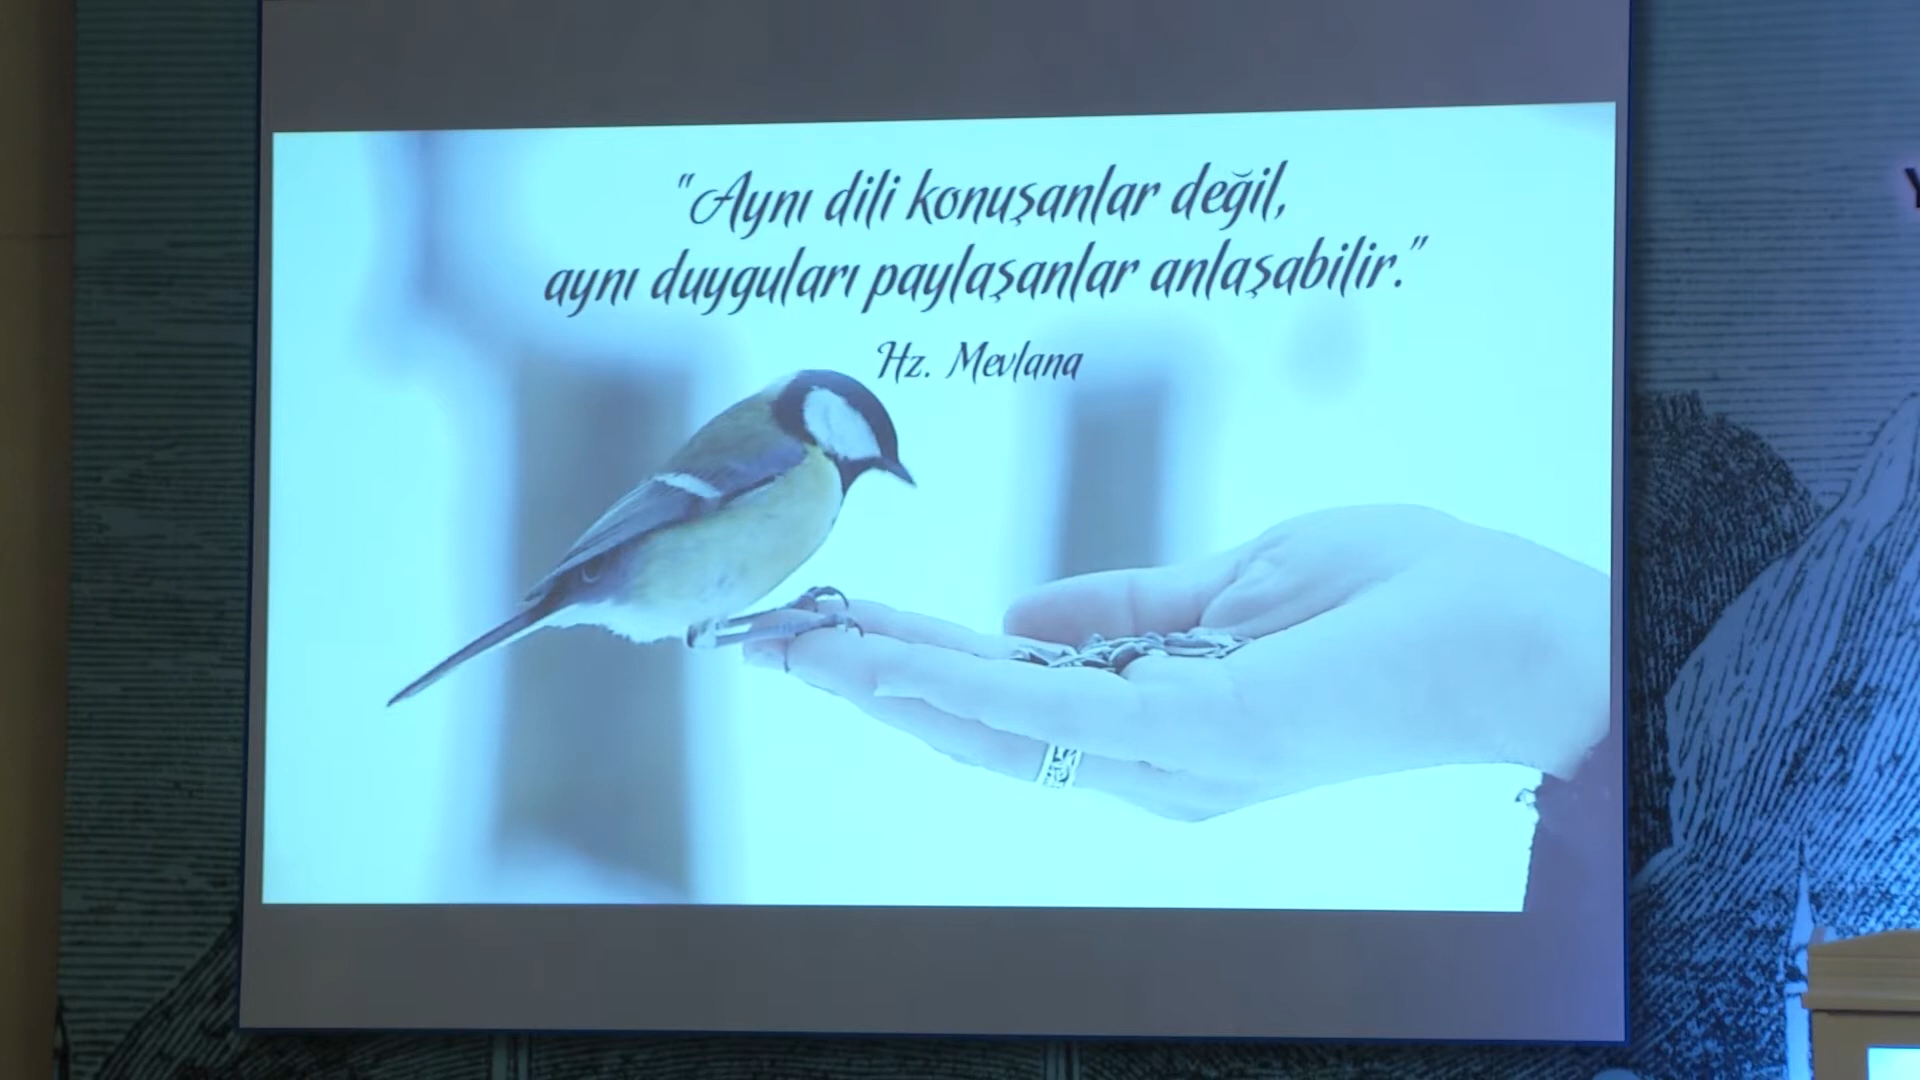 "Aynı dili konuşanlar değil,
aynı duyguları paylaşanlar anlaşabilir."
Hz. Mevlana